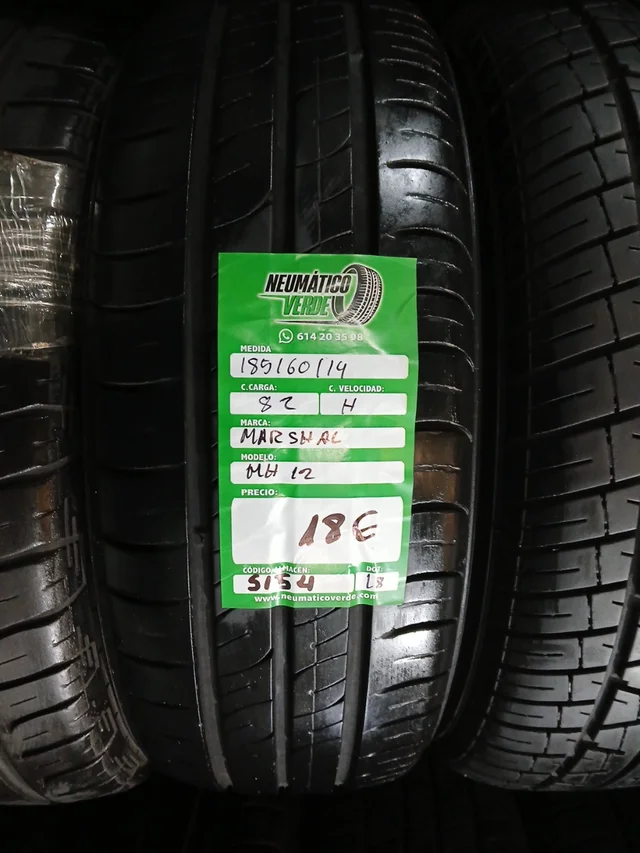 NEUMÁTICO
VERDE
614 20 35 98
MEDIDA
185/60/14
C.CARGA: C. VELOCIDAD:
82 H
MARCA:
MARSHAL
MODELO:
MH 12
PRECIO:
18€
CÓDIGO ALMACEN: DOT:
5154
www.neumaticoverde.com